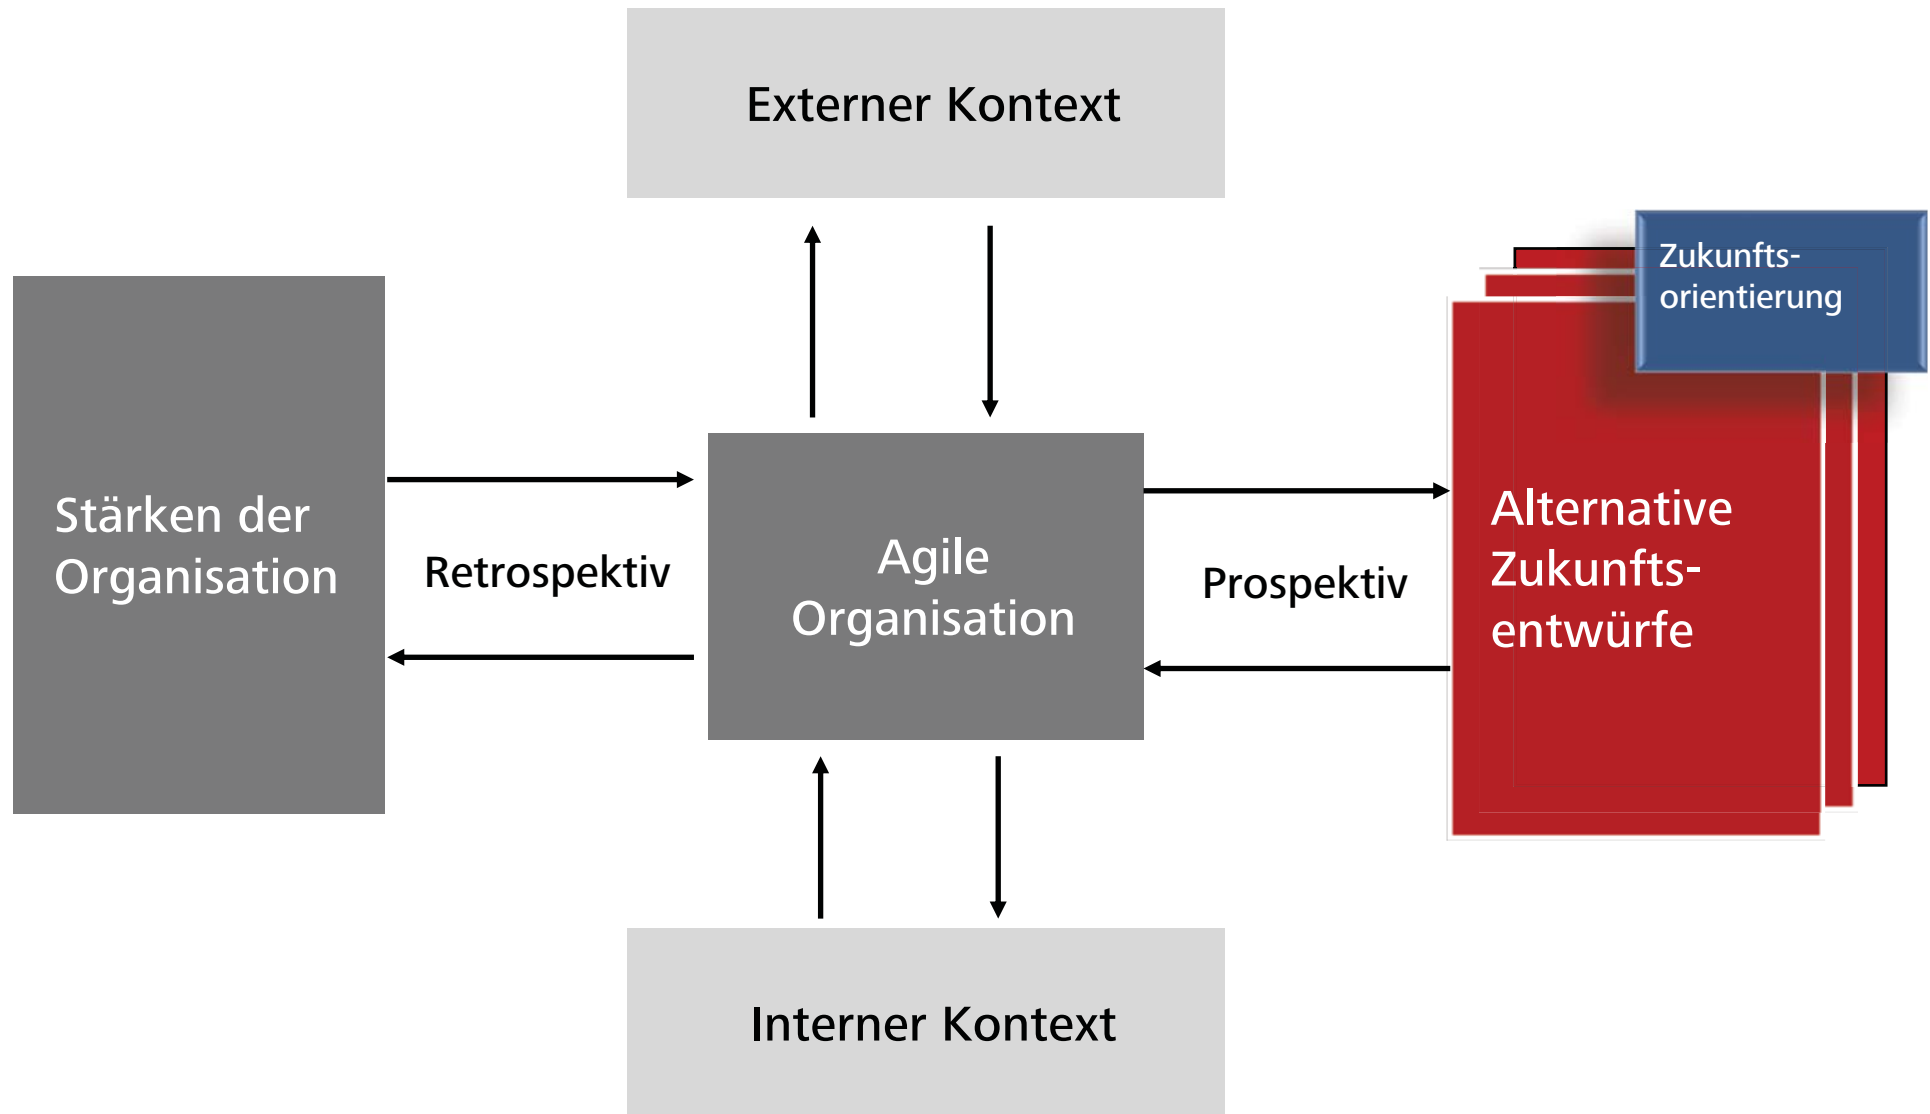 Externer Kontext
Zukunfts-
orientierung
Stärken der
Organisation
Retrospektiv
Agile
Organisation
Prospektiv
Alternative
Zukunfts-
entwürfe
Interner Kontext